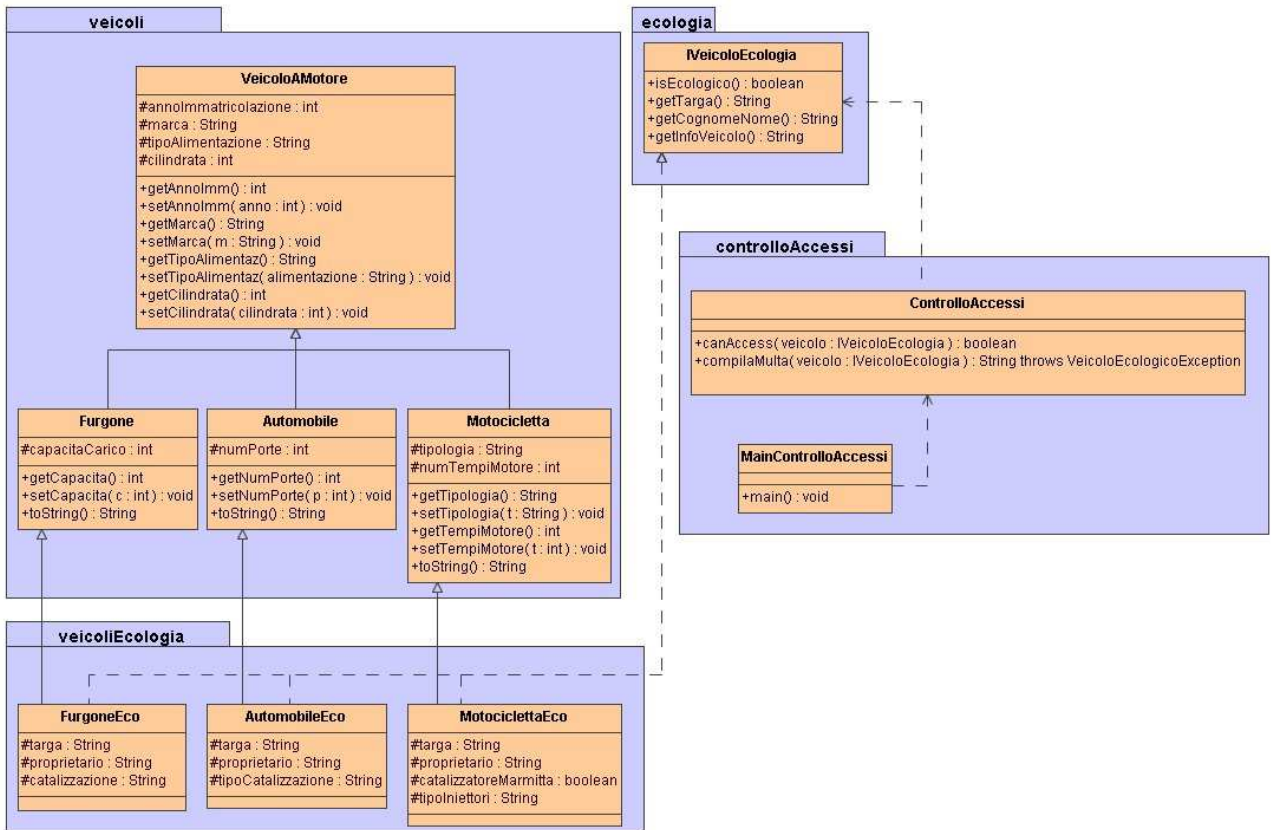 veicoli
VeicoloAMotore
#annoImmatricolazione : int
#marca : String
#tipoAlimentazione : String
#cilindrata : int
+getAnnoImm() : int
+setAnnoImm( anno : int ) : void
+getMarca() : String
+setMarca( m : String ) : void
+getTipoAlimentaz() : String
+setTipoAlimentaz( alimentazione : String ) : void
+getCilindrata() : int
+setCilindrata( cilindrata : int ) : void
Furgone
#capacitaCarico : int
+getCapacita() : int
+setCapacita( c : int ) : void
+toString() : String
Automobile
#numPorte : int
+getNumPorte() : int
+setNumPorte( p : int ) : void
+toString() : String
Motocicletta
#tipologia : String
#numTempiMotore : int
+getTipologia() : String
+setTipologia( t : String ) : void
+getTempiMotore() : int
+setTempiMotore( t : int ) : void
+toString() : String
ecologia
IVeicoloEcologia
+isEcologico() : boolean
+getTarga() : String
+getCognomeNome() : String
+getInfoVeicolo() : String
controlloAccessi
ControlloAccessi
+canAccess( veicolo : IVeicoloEcologia ) : boolean
+compilaMulta( veicolo : IVeicoloEcologia ) : String throws VeicoloEcologicoException
MainControlloAccessi
+main() : void
veicoliEcologia
FurgoneEco
#targa : String
#proprietario : String
#catalizzazione : String
AutomobileEco
#targa : String
#proprietario : String
#tipoCatalizzazione : String
MotociclettaEco
#targa : String
#proprietario : String
#catalizzatoreMarmitta : boolean
#tipoIniettori : String